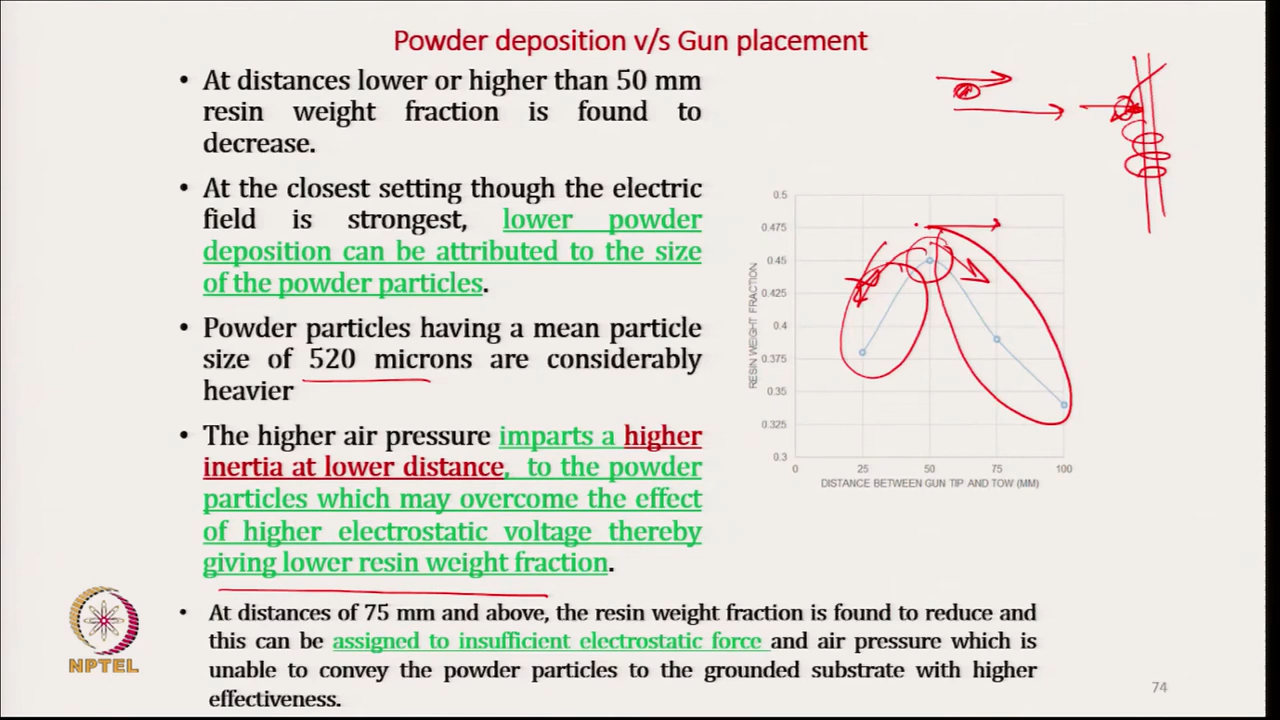 Powder deposition v/s Gun placement
• At distances lower or higher than 50 mm
resin weight fraction is found to
decrease.
• At the closest setting though the electric
field is strongest, lower powder
deposition can be attributed to the size
of the powder particles.
• Powder particles having a mean particle
size of 520 microns are considerably
heavier
• The higher air pressure imparts a higher
inertia at lower distance, to the powder
particles which may overcome the effect
of higher electrostatic voltage thereby
giving lower resin weight fraction.
• At distances of 75 mm and above, the resin weight fraction is found to reduce and
this can be assigned to insufficient electrostatic force and air pressure which is
unable to convey the powder particles to the grounded substrate with higher
effectiveness.
RESIN WEIGHT FRACTION
0.5
0.475
0.45
0.425
0.4
0.375
0.35
0.325
0.3
0 25 50 75 100
DISTANCE BETWEEN GUN TIP AND TOW (MM)
NPTEL
74